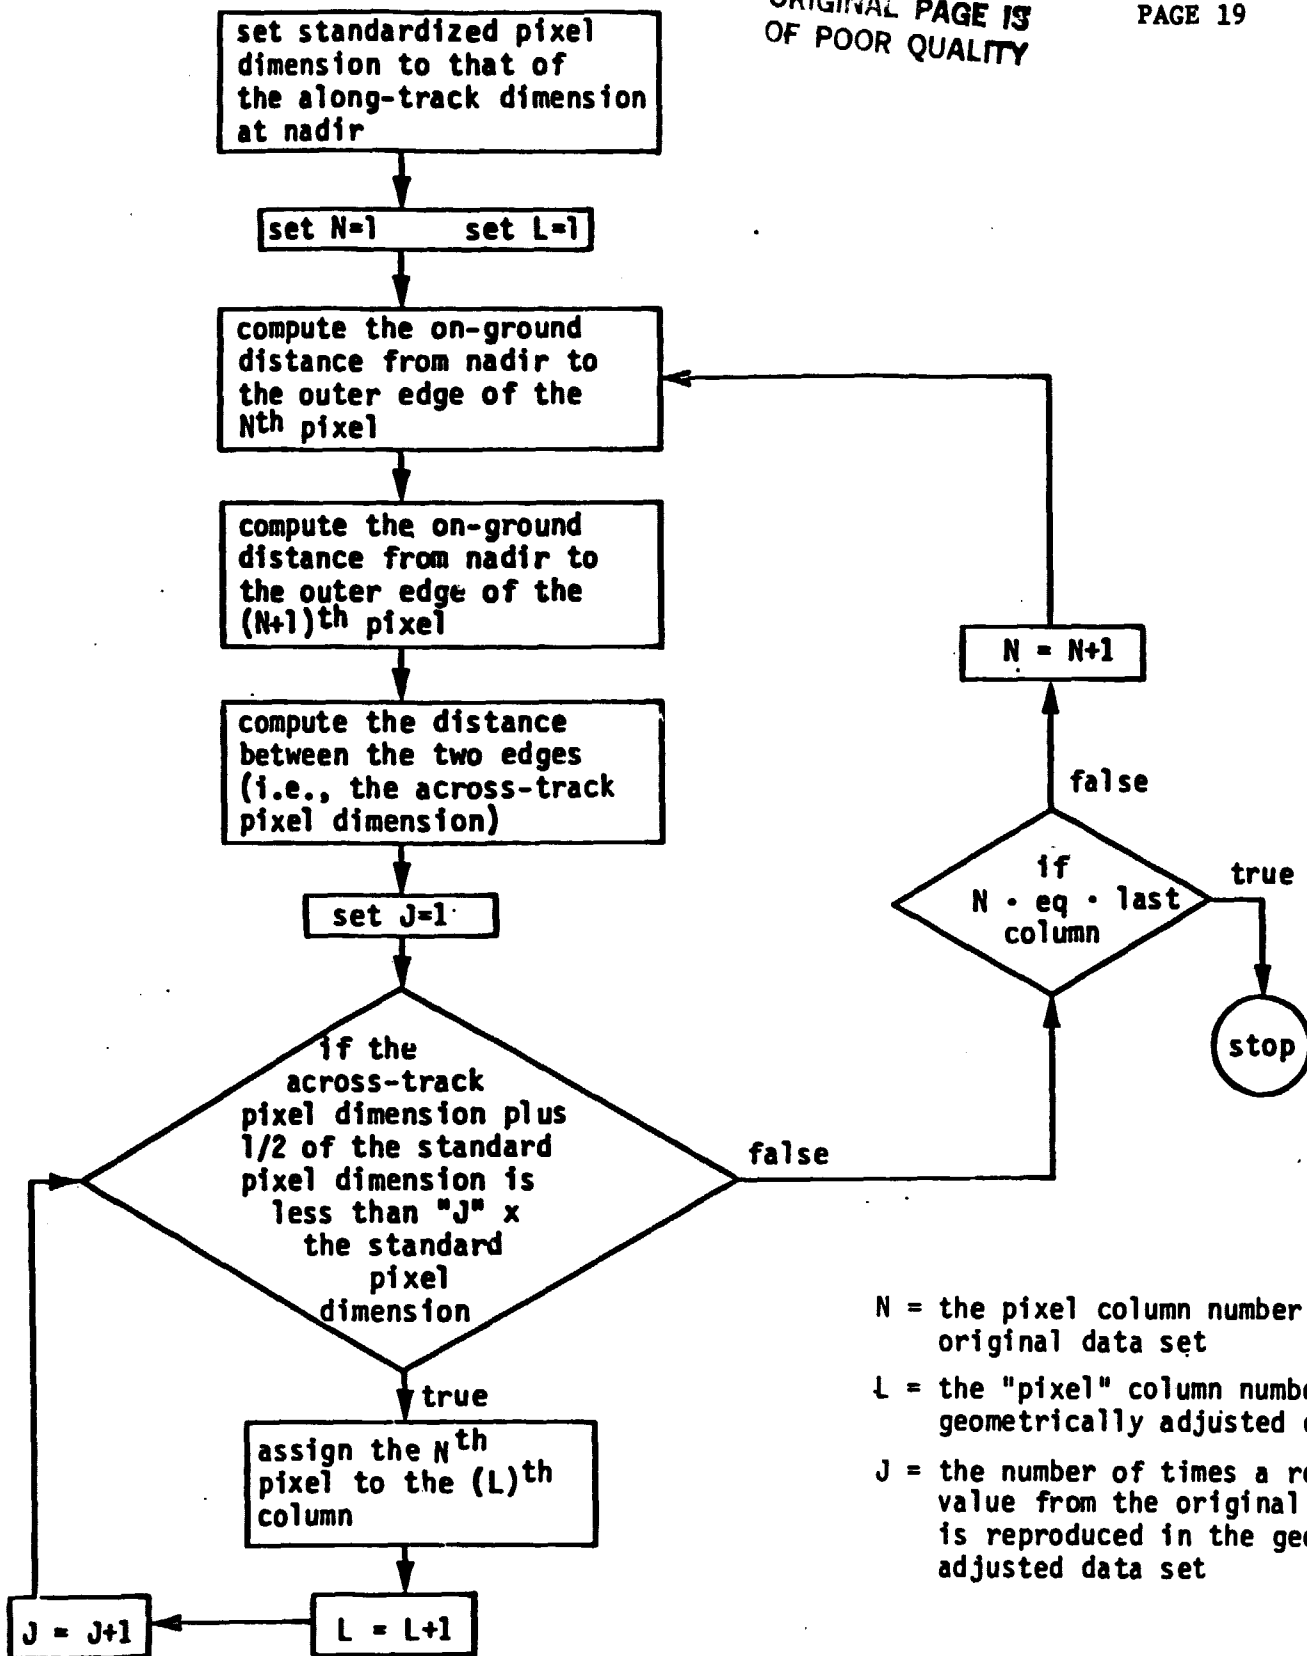 ORIGINAL PAGE IS
OF POOR QUALITY
PAGE 19
set standardized pixel
dimension to that of
the along-track dimension
at nadir
set N=1 set L=1
compute the on-ground
distance from nadir to
the outer edge of the
Nth pixel
compute the on-ground
distance from nadir to
the outer edge of the
(N+1)th pixel
compute the distance
between the two edges
(i.e., the across-track
pixel dimension)
set J=1
if the
across-track
pixel dimension plus
1/2 of the standard
pixel dimension is
less than "J" x
the standard
pixel
dimension
true
assign the Nth
pixel to the (L)th
column
L = L+1
J = J+1
false
if
N · eq · last
column
false
N = N+1
true
stop
N = the pixel column number
original data set
L = the "pixel" column numbe
geometrically adjusted
J = the number of times a re
value from the original
is reproduced in the geo
adjusted data set